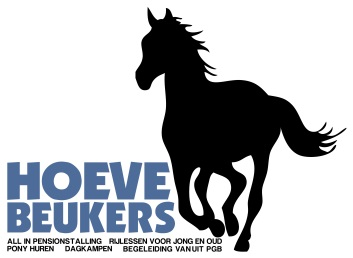 HOEVE
BEUKERS
ALL IN PENSIONSTALLING RIJLESSEN VOOR JONG EN OUD
PONY HUREN DAGKAMPEN BEGELEIDING VANUIT PGB